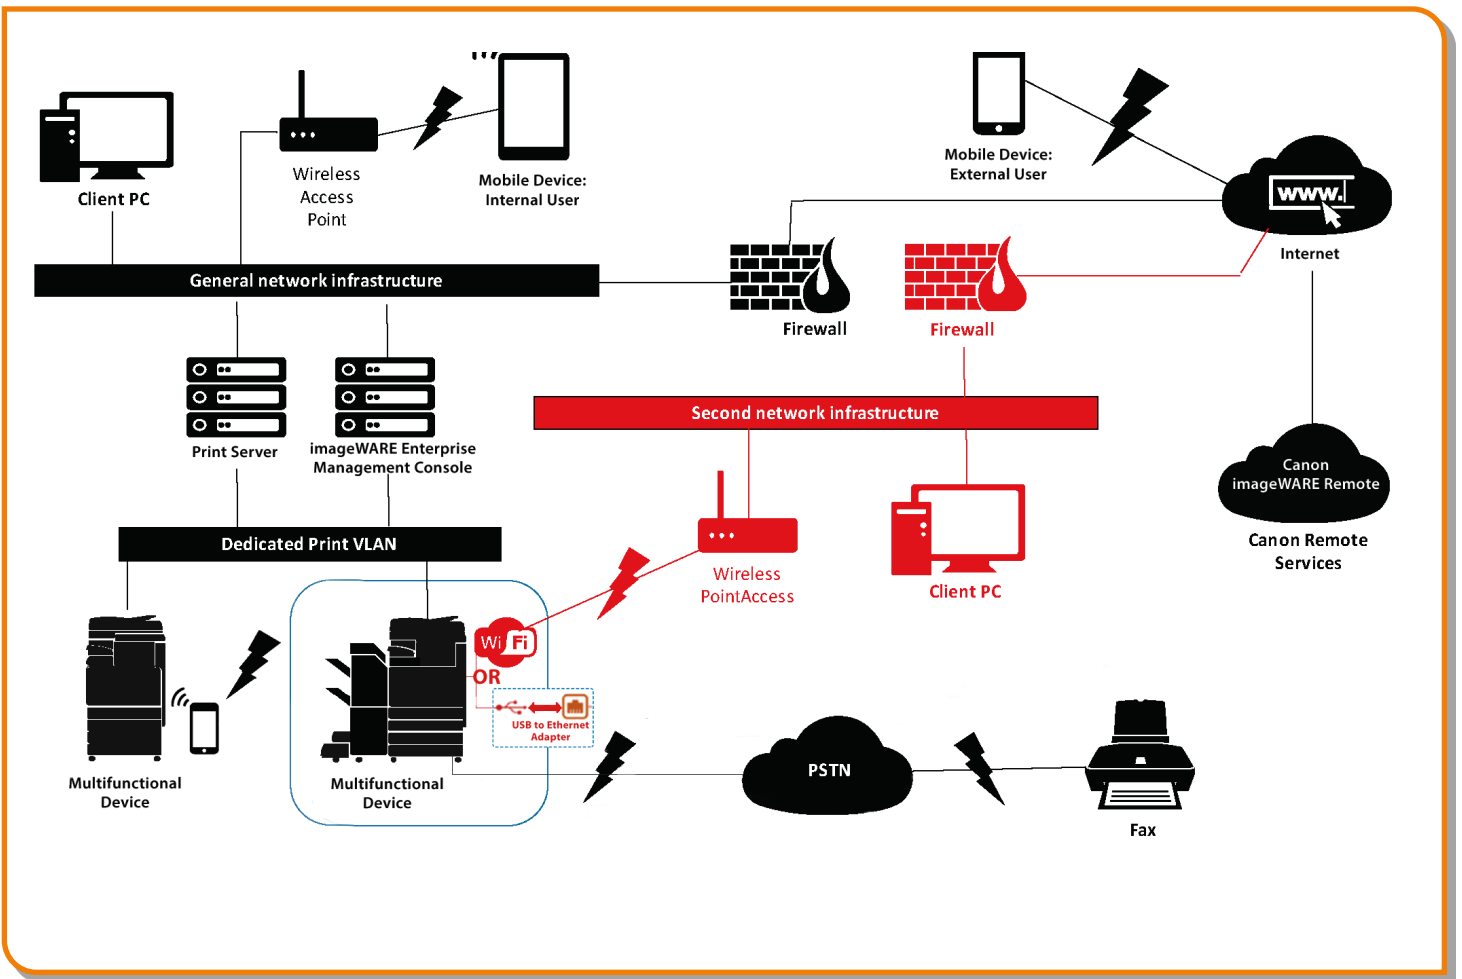 Client PC
Wireless
Access
Point
Mobile Device:
Internal User
Mobile Device:
External User
www.
Internet
General network infrastructure
Firewall
Firewall
Print Server
imageWARE Enterprise
Management Console
Second network infrastructure
Canon
imageWARE Remote
Canon Remote
Services
Dedicated Print VLAN
Wireless
PointAccess
Client PC
Wi Fi
OR
USB to Ethernet
Adapter
Multifunctional
Device
Multifunctional
Device
PSTN
Fax